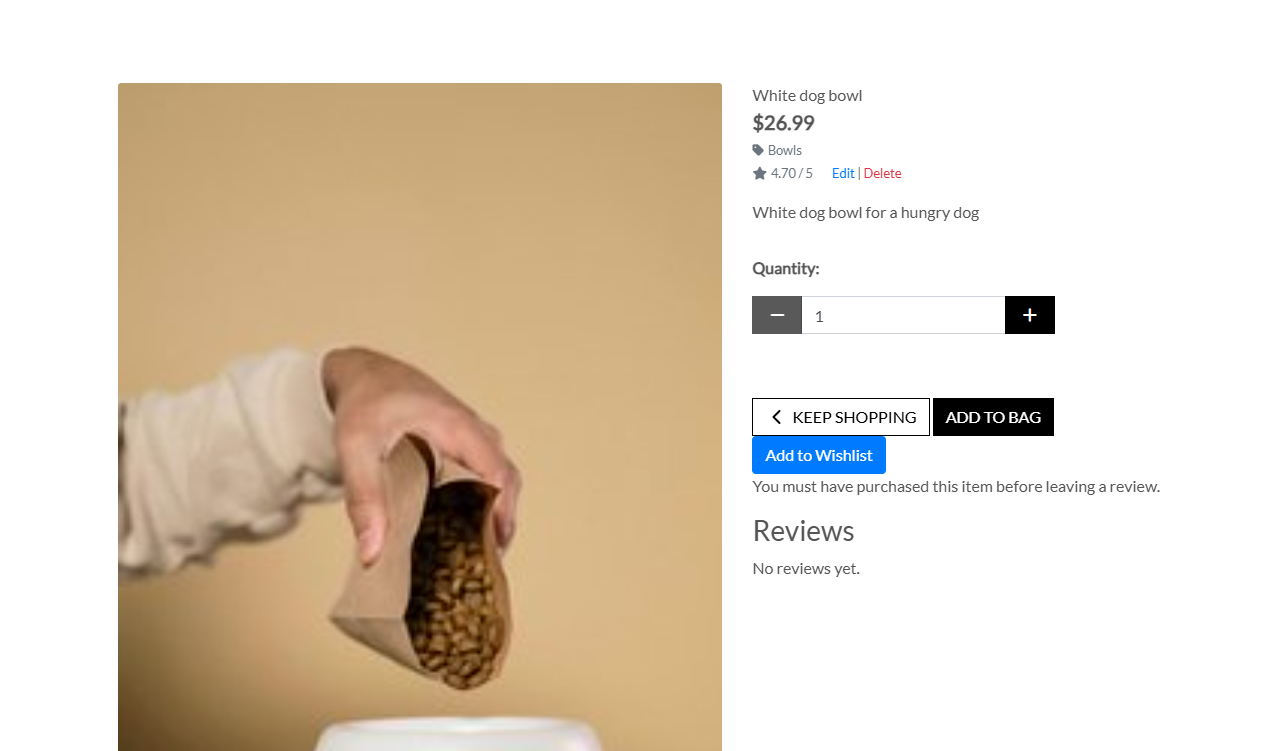 White dog bowl
$26.99
Bowls
4.70 / 5 Edit | Delete
White dog bowl for a hungry dog
Quantity:
1
KEEP SHOPPING ADD TO BAG
Add to Wishlist
You must have purchased this item before leaving a review.
Reviews
No reviews yet.